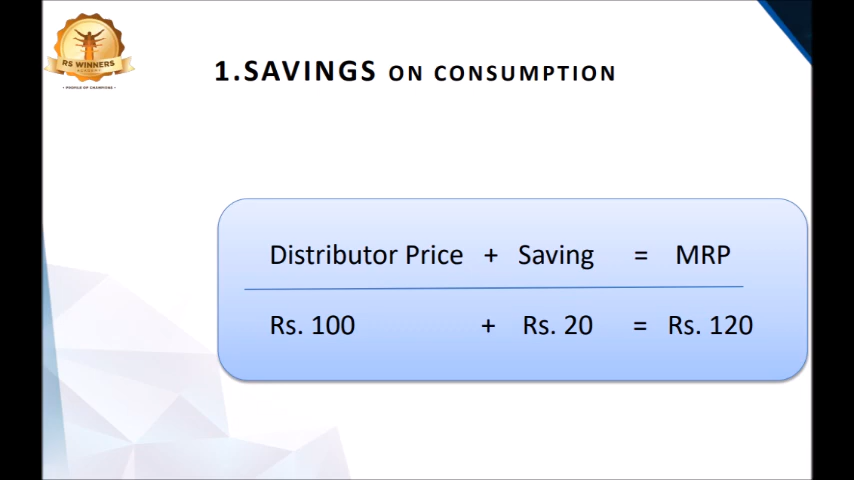 RS WINNERS
1.SAVINGS ON CONSUMPTION
Distributor Price + Saving = MRP
Rs. 100 + Rs. 20 = Rs. 120